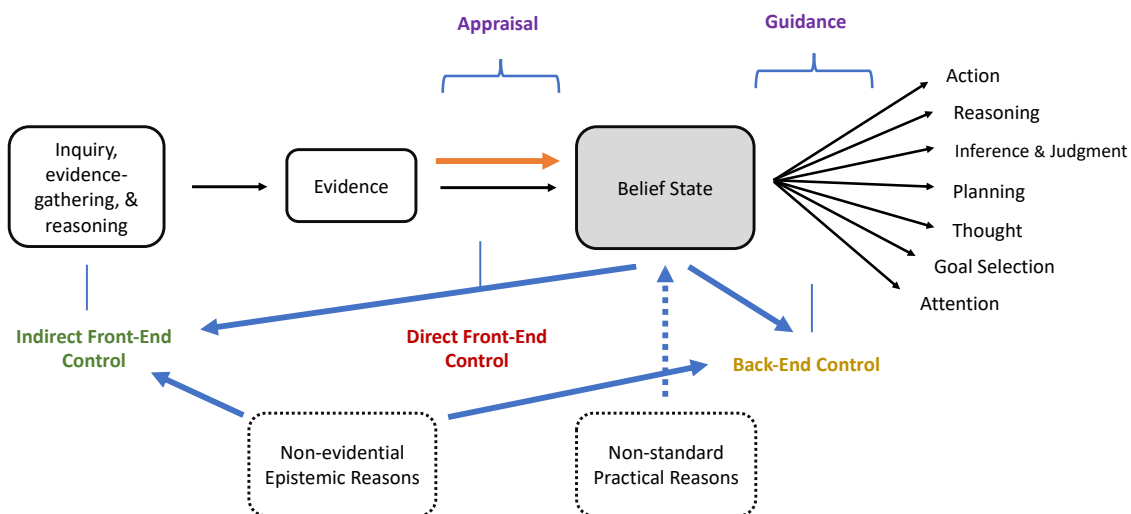 Appraisal
Guidance
Inquiry,
evidence-
gathering, &
reasoning
Evidence
Belief State
Action
Reasoning
Inference & Judgment
Planning
Thought
Goal Selection
Attention
Indirect Front-End
Control
Direct Front-End
Control
Back-End Control
Non-evidential
Epistemic Reasons
Non-standard
Practical Reasons